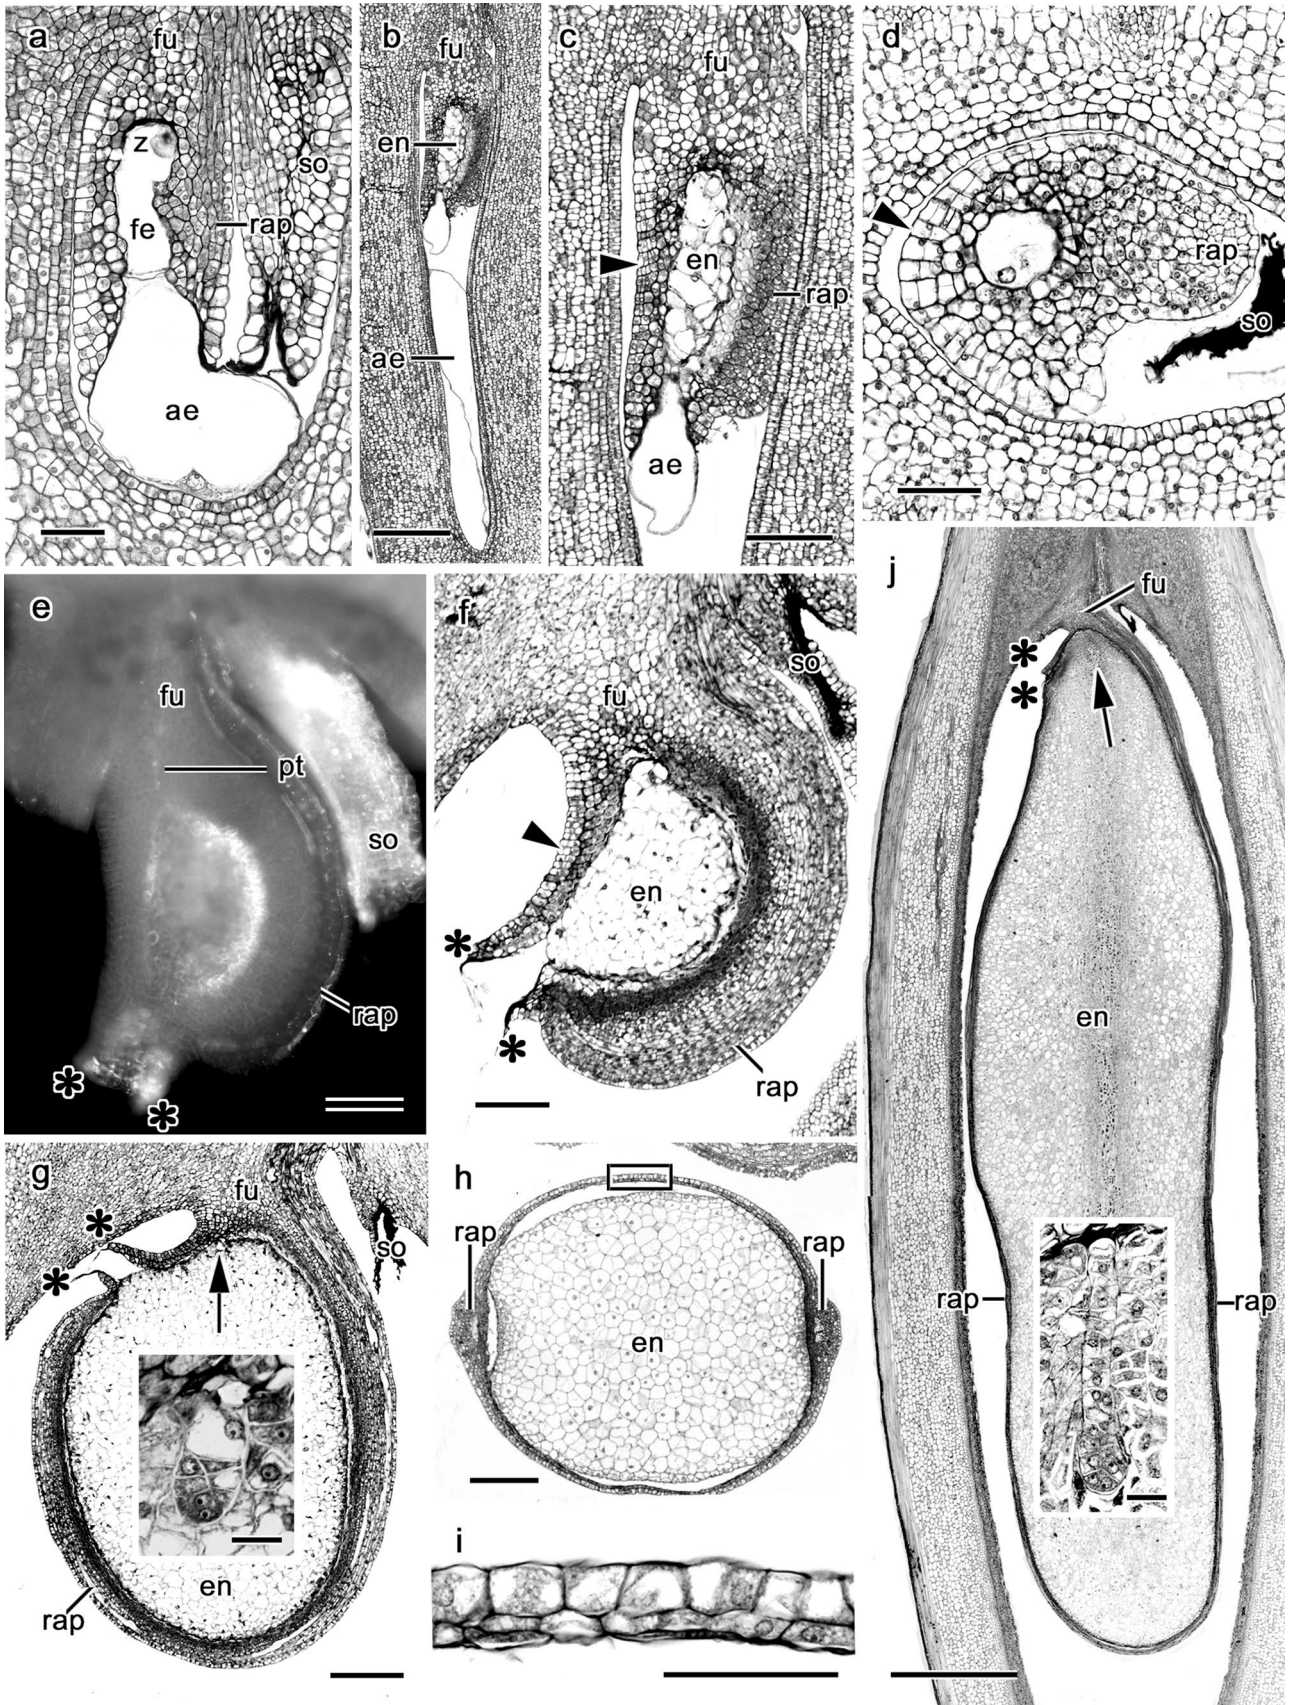 a
fu
z
so
fe
rap
ae
b
fu
en
ae
c
fu
en
rap
ae
d
rap
so
e
fu
pt
so
rap
*
*
f
so
fu
en
*
*
rap
g
fu
*
*
so
en
rap
h
rap
rap
en
i
j
fu
*
*
en
rap
rap